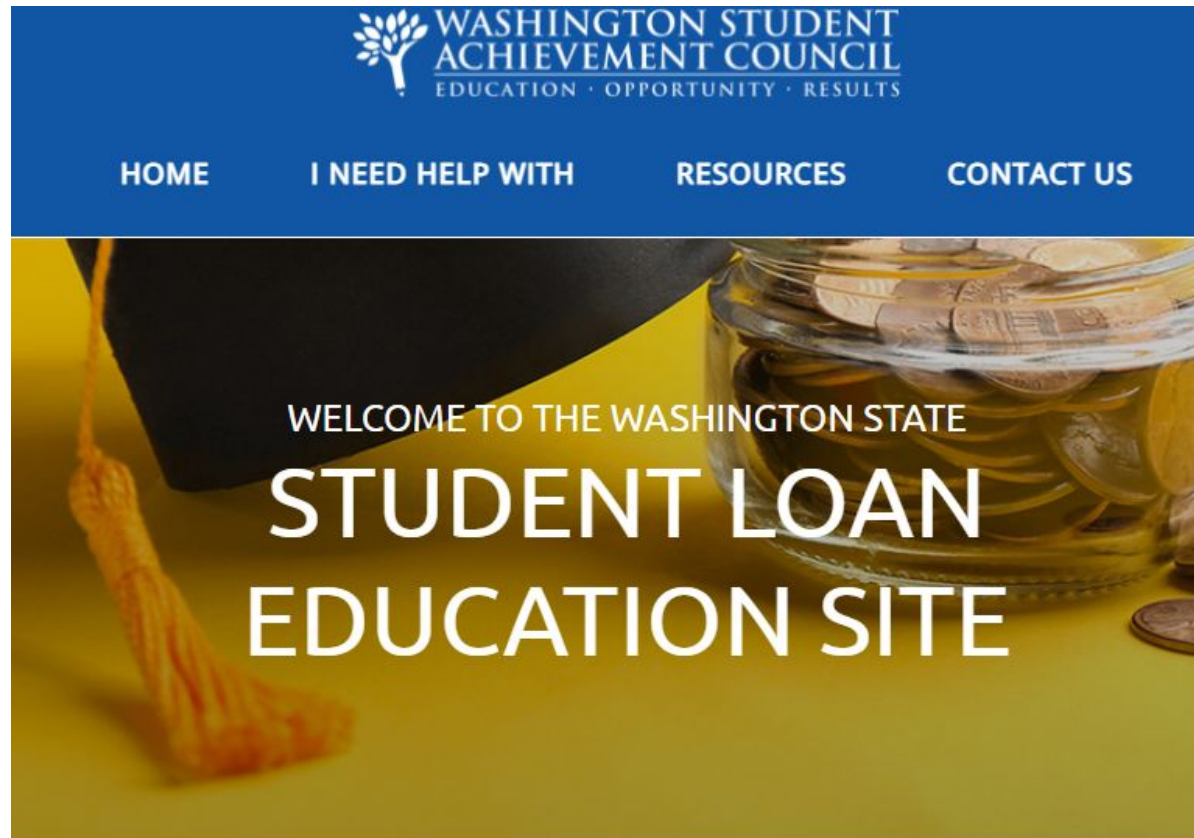 WASHINGTON STUDENT
ACHIEVEMENT COUNCIL
EDUCATION · OPPORTUNITY · RESULTS
HOME I NEED HELP WITH RESOURCES CONTACT US
WELCOME TO THE WASHINGTON STATE
STUDENT LOAN
EDUCATION SITE